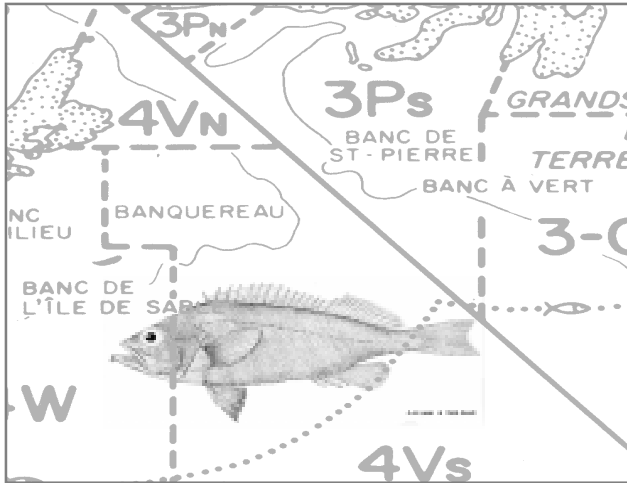 3PN
3Ps
4VN
GRANDS
BANC DE
ST-PIERRE
TERRE
BANC À VERT
BANQUEREAU
NC
ILIEU
3-
BANC DE
L'ÎLE DE SAB
W
4Vs